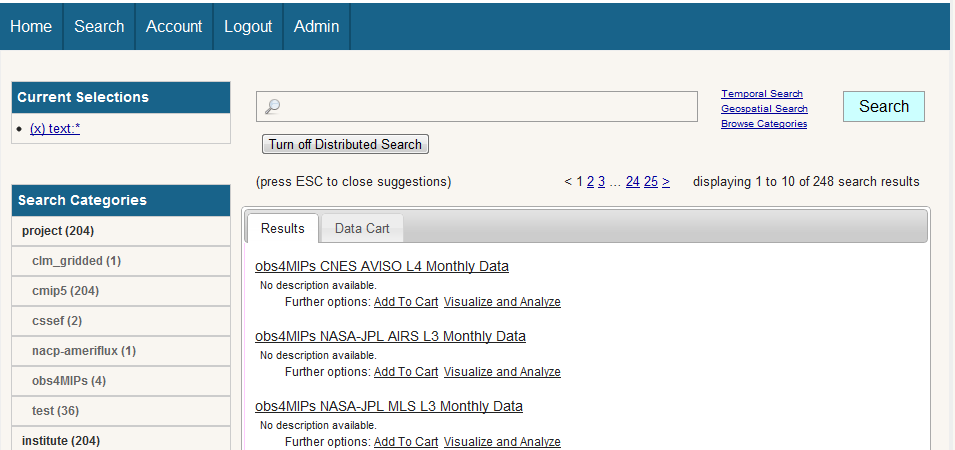 Home Search Account Logout Admin
Current Selections
(x) text:*
Search Categories
project (204)
clm_gridded (1)
cmip5 (204)
cssef (2)
nacp-ameriflux (1)
obs4MIPs (4)
test (36)
institute (204)
Temporal Search
Geospatial Search
Browse Categories
Search
Turn off Distributed Search
(press ESC to close suggestions) < 1 2 3 ... 24 25 > displaying 1 to 10 of 248 search results
Results Data Cart
obs4MIPs CNES AVISO L4 Monthly Data
No description available.
Further options: Add To Cart Visualize and Analyze
obs4MIPs NASA-JPL AIRS L3 Monthly Data
No description available.
Further options: Add To Cart Visualize and Analyze
obs4MIPs NASA-JPL MLS L3 Monthly Data
No description available.
Further options: Add To Cart Visualize and Analyze